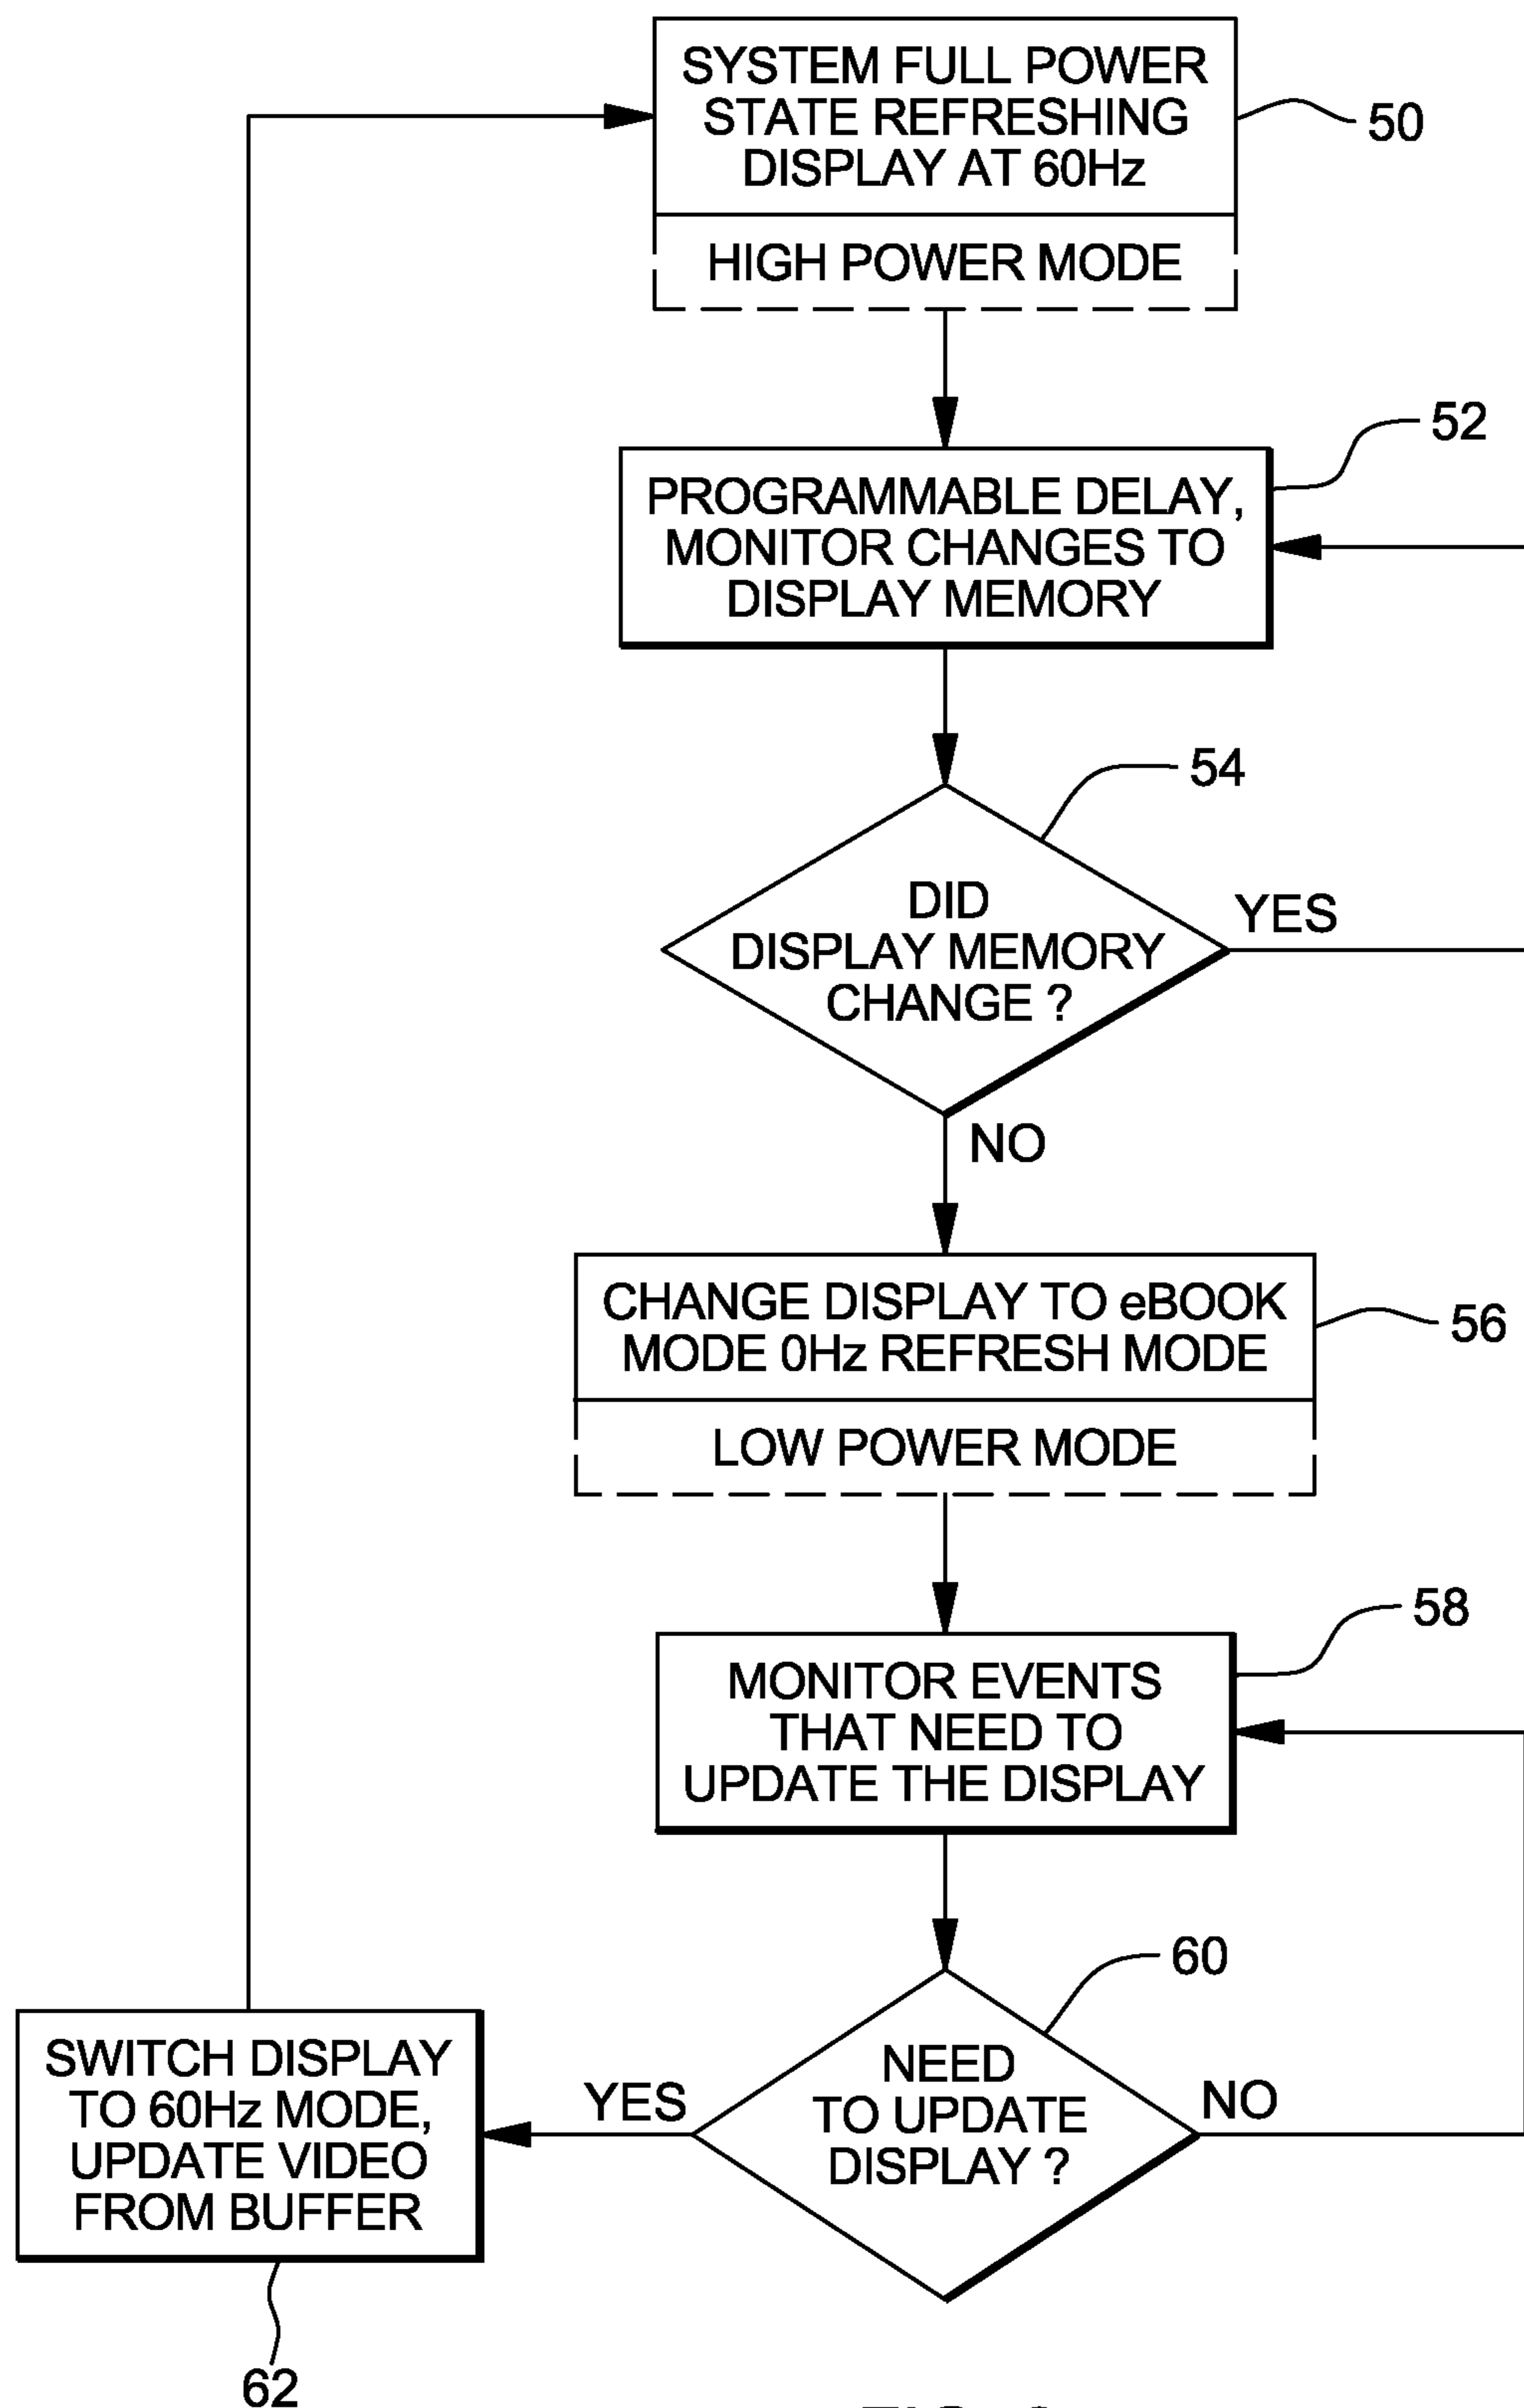 SYSTEM FULL POWER
STATE REFRESHING
DISPLAY AT 60Hz
50
HIGH POWER MODE
52
PROGRAMMABLE DELAY,
MONITOR CHANGES TO
DISPLAY MEMORY
54
DID
DISPLAY MEMORY
CHANGE ?
YES
NO
CHANGE DISPLAY TO eBOOK
MODE 0Hz REFRESH MODE
56
LOW POWER MODE
58
MONITOR EVENTS
THAT NEED TO
UPDATE THE DISPLAY
60
NEED
TO UPDATE
DISPLAY ?
YES
NO
SWITCH DISPLAY
TO 60Hz MODE,
UPDATE VIDEO
FROM BUFFER
62